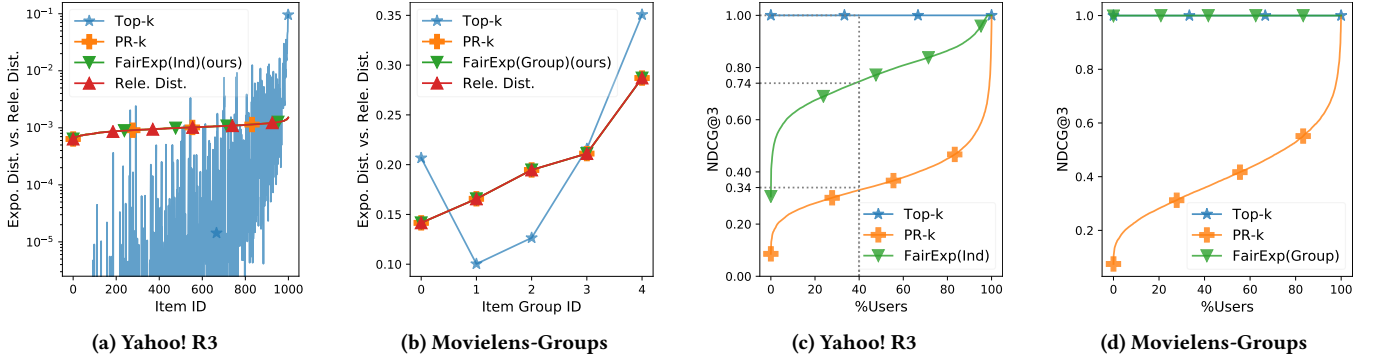 Expo. Dist. vs. Rele. Dist.
10⁻¹
10⁻²
10⁻³
10⁻⁴
10⁻⁵
Top-k
PR-k
FairExp(Ind)(ours)
Rele. Dist.
0 200 400 600 800 1000
Item ID
(a) Yahoo! R3
Expo. Dist. vs. Rele. Dist.
0.35
0.30
0.25
0.20
0.15
0.10
Top-k
PR-k
FairExp(Group)(ours)
Rele. Dist.
0 1 2 3 4
Item Group ID
(b) Movielens-Groups
NDCG@3
1.00
0.80
0.74
0.60
0.34
0.20
0.00
Top-k
PR-k
FairExp(Ind)
0 20 40 60 80 100
%Users
(c) Yahoo! R3
NDCG@3
1.0
0.8
0.6
0.4
0.2
Top-k
PR-k
FairExp(Group)
0 20 40 60 80 100
%Users
(d) Movielens-Groups